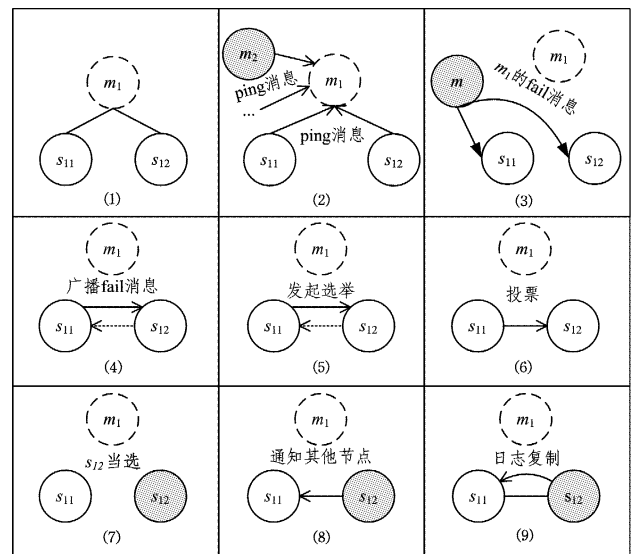 m₁
s₁₁ s₁₂
(1)
m₂
m₁
ping消息
...
ping消息
s₁₁ s₁₂
(2)
m₁
m
m₁的fail消息
s₁₁ s₁₂
(3)
m₁
广播fail消息
s₁₁ s₁₂
(4)
m₁
发起选举
s₁₁ s₁₂
(5)
m₁
投票
s₁₁ s₁₂
(6)
m₁
s₁₂当选
s₁₁ s₁₂
(7)
m₁
通知其他节点
s₁₁ s₁₂
(8)
m₁
日志复制
s₁₁ s₁₂
(9)